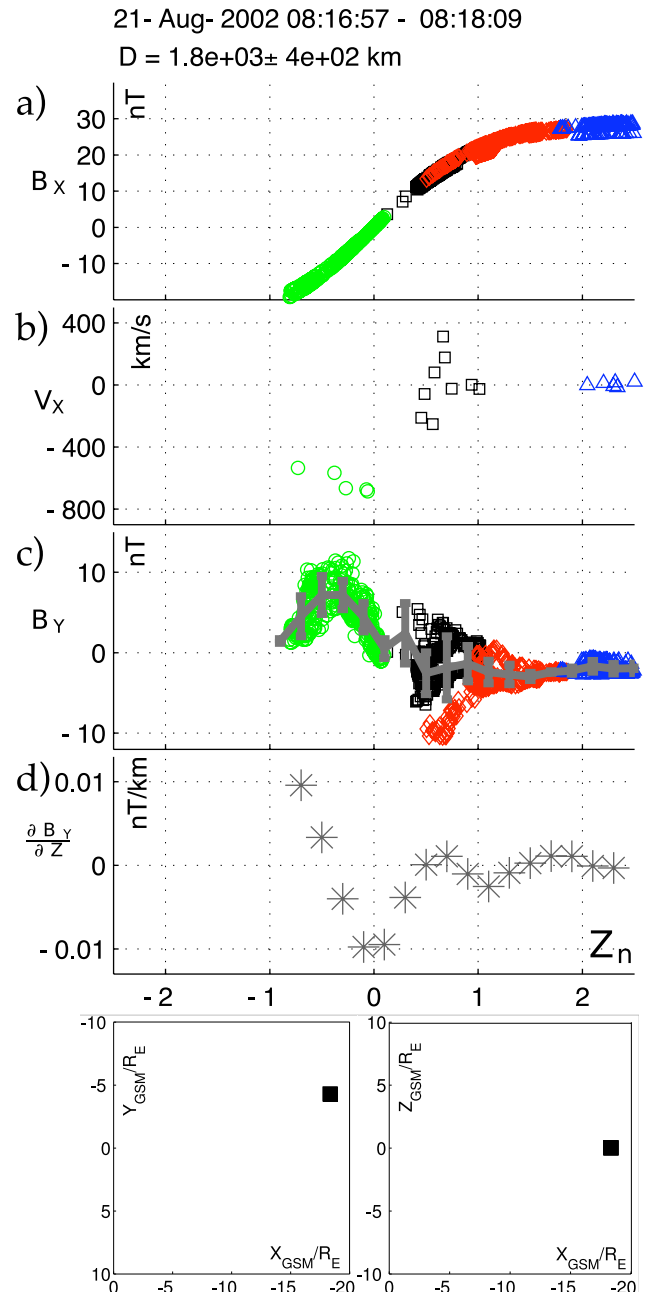 21- Aug- 2002 08:16:57 - 08:18:09
D = 1.8e+03± 4e+02 km
a)
nT
B X
30
20
10
0
- 10
b)
km/s
V X
400
0
- 400
- 800
c)
nT
B Y
10
0
- 10
d)
nT/km
∂ B Y
∂ Z
0.01
0
- 0.01
Z n
- 2 - 1 0 1 2
Y GSM/R E
-10
-5
0
5
10
X GSM/R E
0 -5 -10 -15 -20
Z GSM/R E
10
5
0
-5
-10
X GSM/R E
0 -5 -10 -15 -20